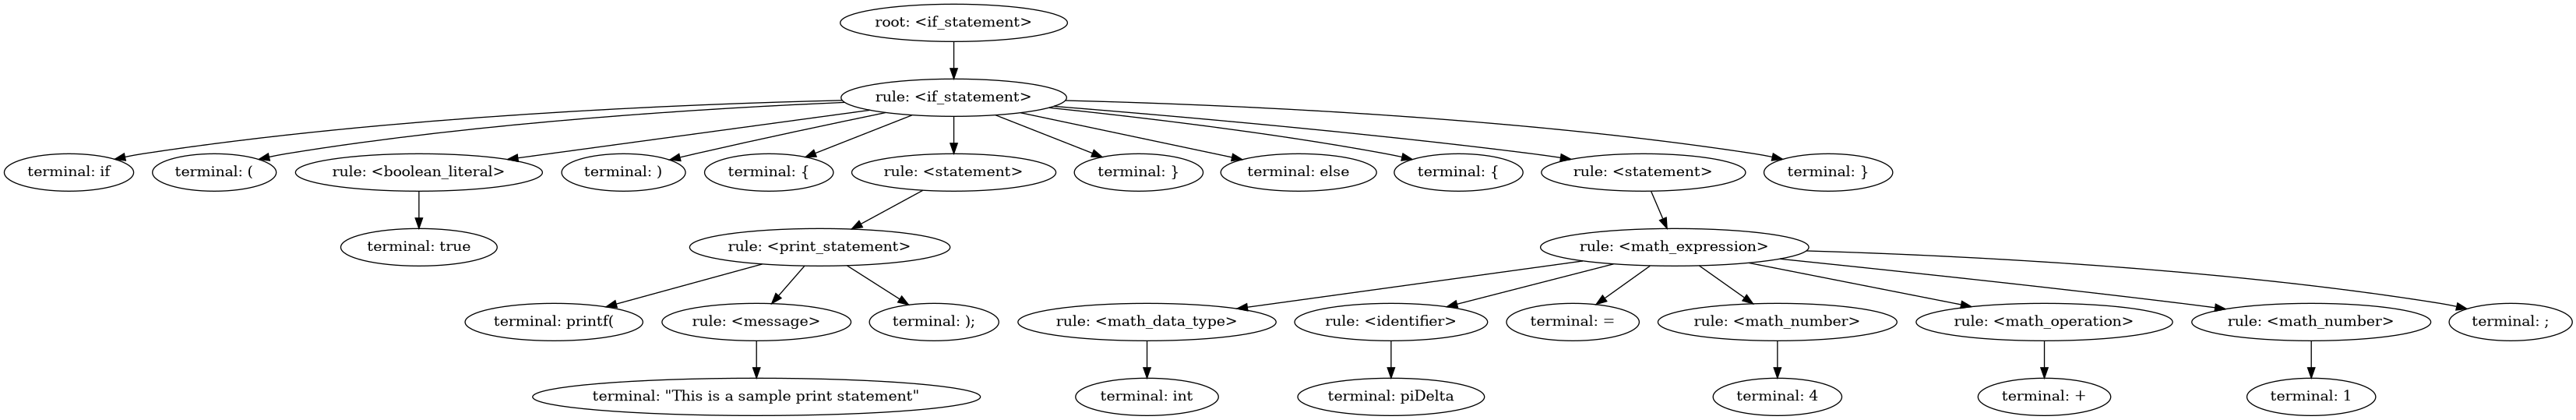 root: <if_statement>
rule: <if_statement>
terminal: if
terminal: (
rule: <boolean_literal>
terminal: )
terminal: {
rule: <statement>
terminal: }
terminal: else
terminal: {
rule: <statement>
terminal: }
terminal: true
rule: <print_statement>
rule: <math_expression>
terminal: printf(
rule: <message>
terminal: );
rule: <math_data_type>
rule: <identifier>
terminal: =
rule: <math_number>
rule: <math_operation>
rule: <math_number>
terminal: ;
terminal: "This is a sample print statement"
terminal: int
terminal: piDelta
terminal: 4
terminal: +
terminal: 1